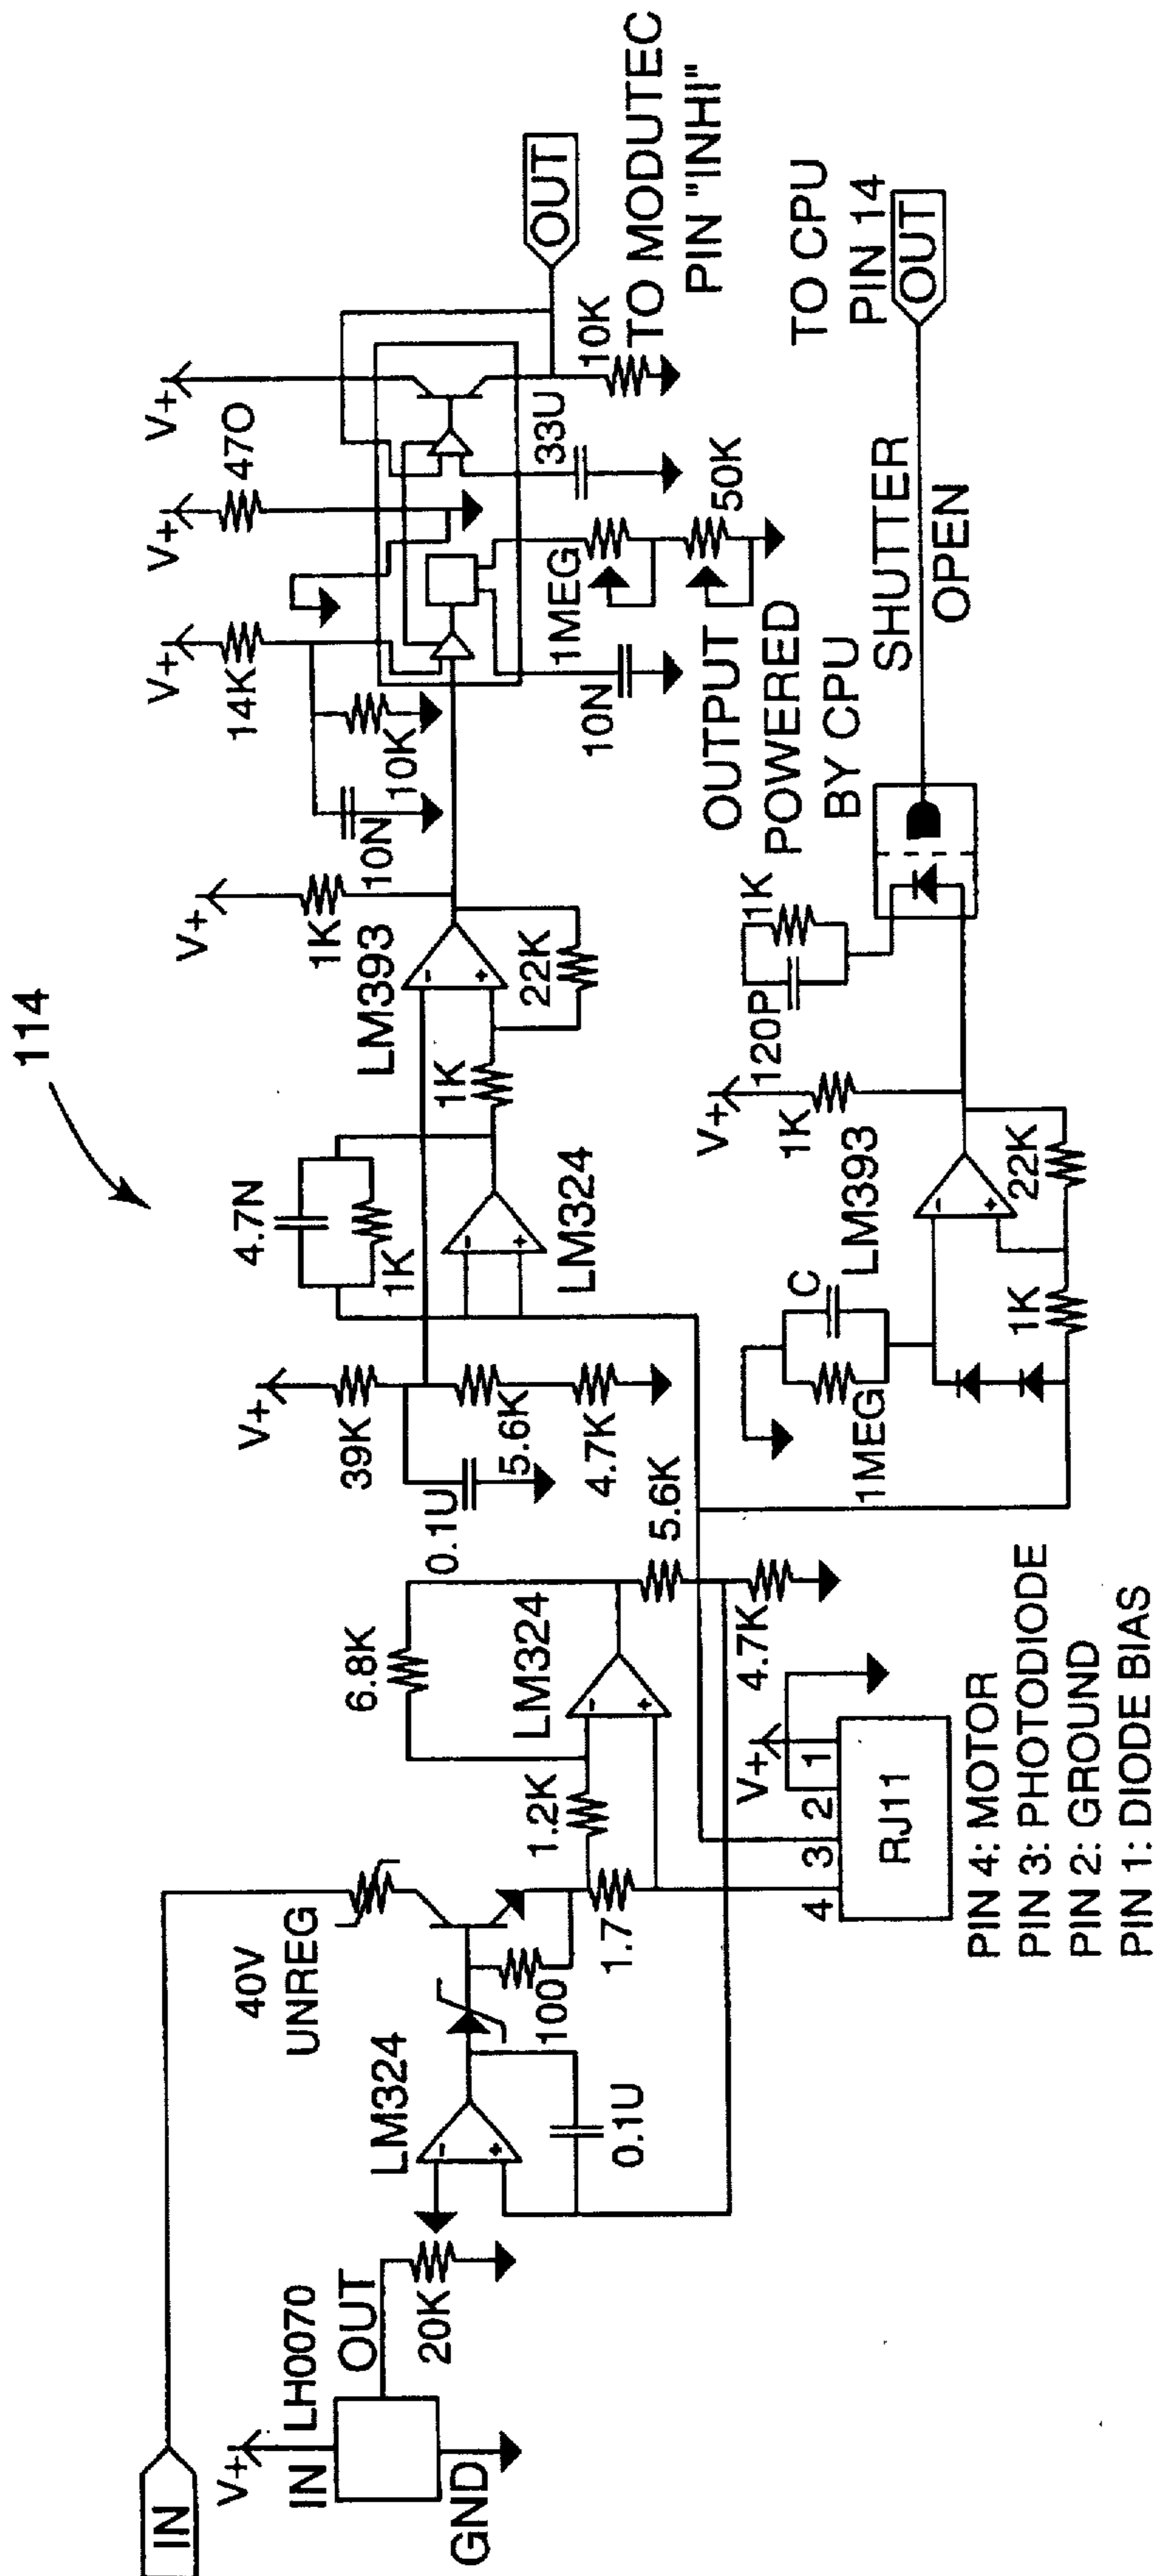 114
IN
V+
IN
LH0070
OUT
GND
20K
LM324
-
+
0.1U
40V
UNREG
100
1.7
1.2K
6.8K
LM324
-
+
5.6K
4.7K
V+
4 3 2 1
RJ11
PIN 4: MOTOR
PIN 3: PHOTODIODE
PIN 2: GROUND
PIN 1: DIODE BIAS
V+
39K
0.1U
5.6K
4.7K
4.7N
1K
-
+
LM324
1K
LM393
-
+
22K
V+
1K
10N
10K
V+
14K
V+
47O
V+
10N
1MEG
50K
33U
10K
OUT
TO MODUTEC
PIN "INHI"
1MEG
C
LM393
-
+
1K
22K
V+
1K
120P
1K
OUTPUT
POWERED
BY CPU
SHUTTER
OPEN
TO CPU
PIN 14
OUT